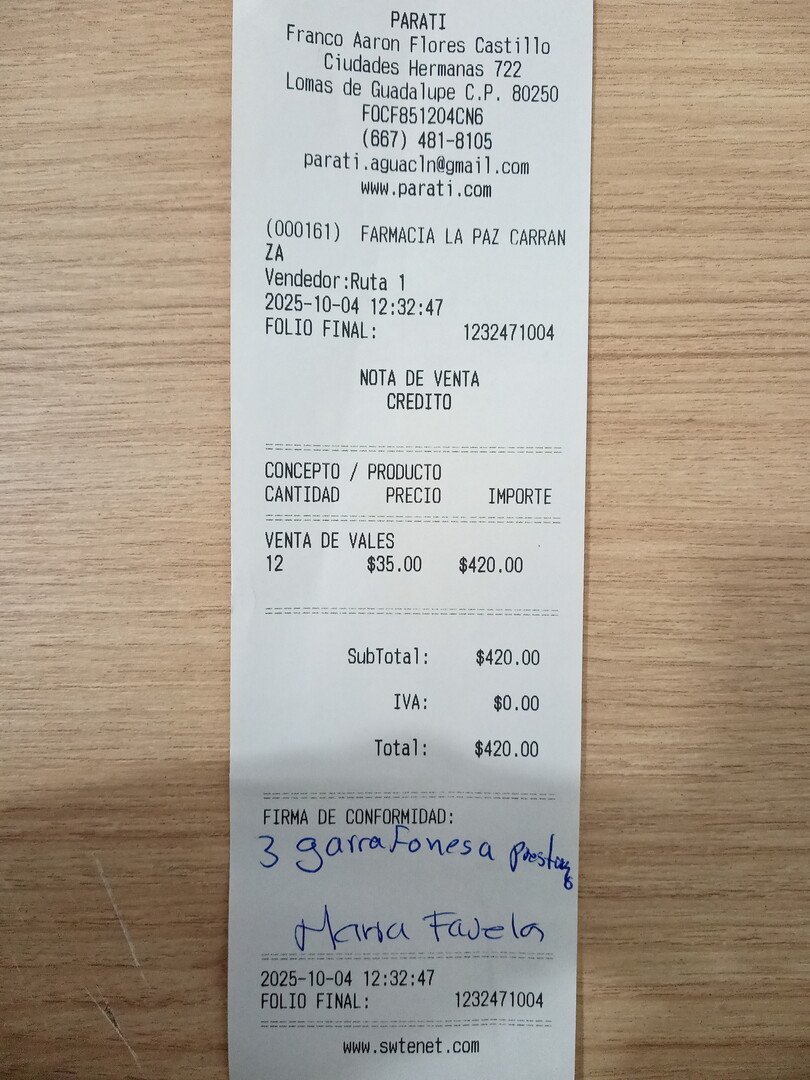 PARATI
Franco Aaron Flores Castillo
Ciudades Hermanas 722
Lomas de Guadalupe C.P. 80250
FOCF851204CN6
(667) 481-8105
parati.aguacln@gmail.com
www.parati.com
(000161) FARMACIA LA PAZ CARRAN
ZA
Vendedor:Ruta 1
2025-10-04 12:32:47
FOLIO FINAL: 1232471004
NOTA DE VENTA
CREDITO
CONCEPTO / PRODUCTO
CANTIDAD PRECIO IMPORTE
VENTA DE VALES
12 $35.00 $420.00
SubTotal: $420.00
IVA: $0.00
Total: $420.00
FIRMA DE CONFORMIDAD:
3 garrafones a
Maria Favela
2025-10-04 12:32:47
FOLIO FINAL: 1232471004
www.swtenet.com